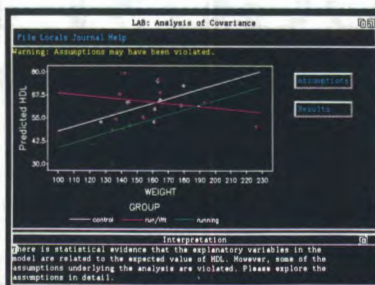 LAB: Analysis of Covariance
File Locals Journal Help
Warning: Assumptions may have been violated.
Predicted HDL
80.0
67.5
55.0
42.5
30.0
100 110 120 130 140 150 160 170 180 190 200 210 220 230
WEIGHT
GROUP
control run/lift running
Assumptions
Results
Interpretation
There is statistical evidence that the explanatory variables in the
model are related to the expected value of HDL. However, some of the
assumptions underlying the analysis are violated. Please explore the
assumptions in detail.